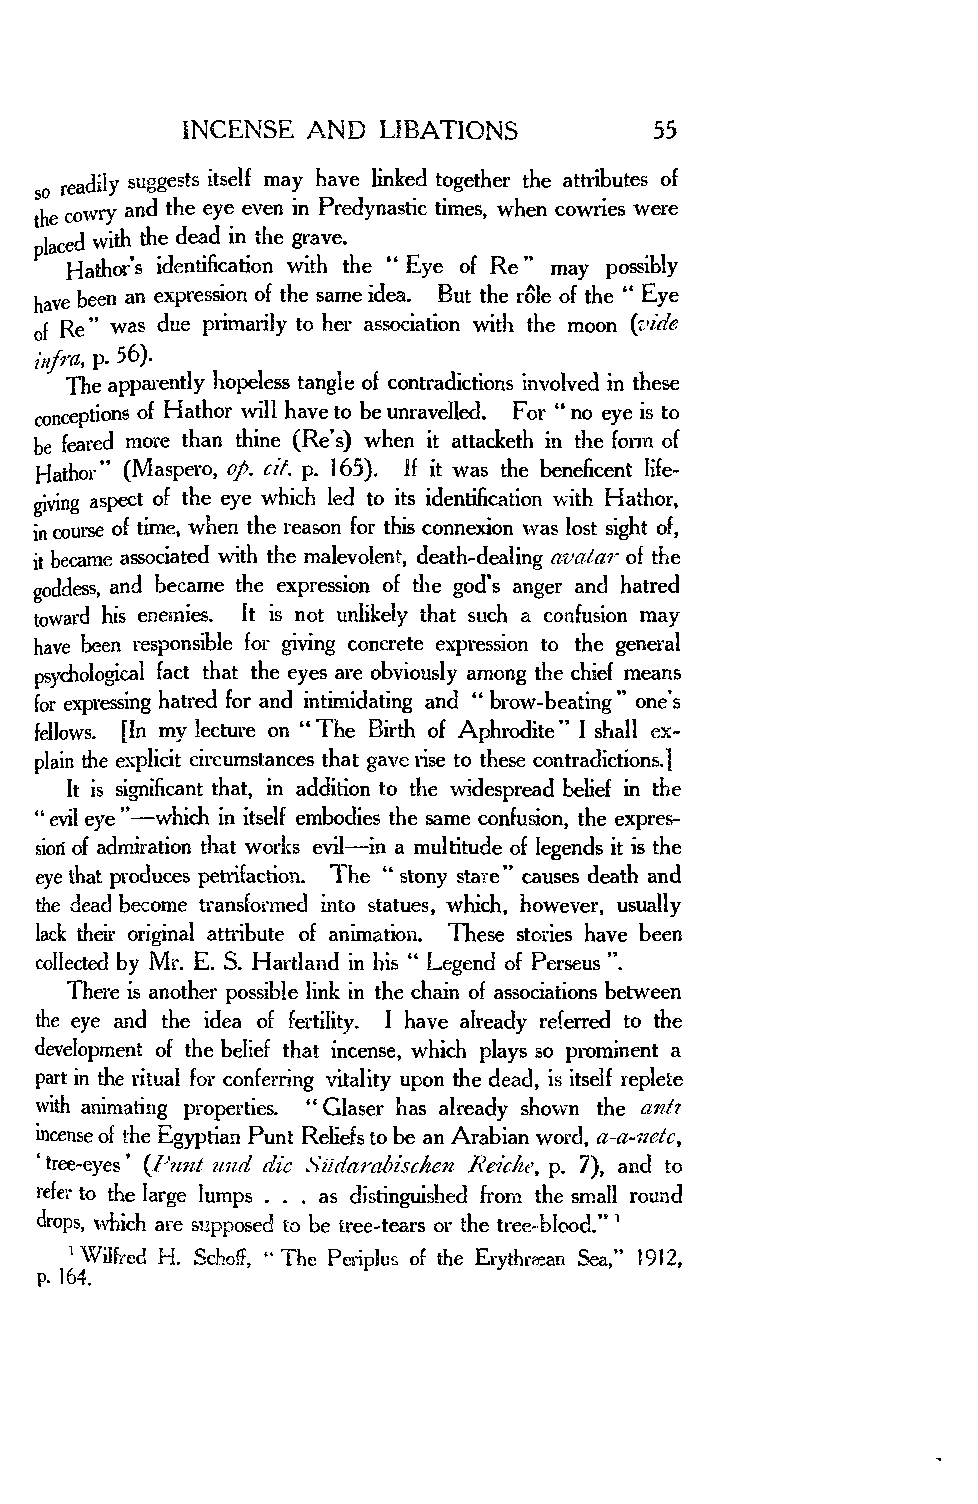 INCENSE AND LIBATIONS 55
so readily suggests itself may have linked together the attributes of
the cowry and the eye even in Predynastic times, when cowries were
placed with the dead in the grave.
Hathor's identification with the " Eye of Re " may possibly
have been an expression of the same idea. But the rôle of the " Eye
of Re " was due primarily to her association with the moon (vide
infra, p. 56).
The apparently hopeless tangle of contradictions involved in these
conceptions of Hathor will have to be unravelled. For " no eye is to
be feared more than thine (Re's) when it attacketh in the form of
Hathor " (Maspero, op. cit. p. 165). If it was the beneficent life-
giving aspect of the eye which led to its identification with Hathor,
in course of time, when the reason for this connexion was lost sight of,
it became associated with the malevolent, death-dealing avatar of the
goddess, and became the expression of the god's anger and hatred
toward his enemies. It is not unlikely that such a confusion may
have been responsible for giving concrete expression to the general
psychological fact that the eyes are obviously among the chief means
for expressing hatred for and intimidating and " brow-beating " one's
fellows. [In my lecture on " The Birth of Aphrodite " I shall ex-
plain the explicit circumstances that gave rise to these contradictions.]
It is significant that, in addition to the widespread belief in the
" evil eye "—which in itself embodies the same confusion, the expres-
sion of admiration that works evil—in a multitude of legends it is the
eye that produces petrifaction. The " stony stare " causes death and
the dead become transformed into statues, which, however, usually
lack their original attribute of animation. These stories have been
collected by Mr. E. S. Hartland in his " Legend of Perseus ".
There is another possible link in the chain of associations between
the eye and the idea of fertility. I have already referred to the
development of the belief that incense, which plays so prominent a
part in the ritual for conferring vitality upon the dead, is itself replete
with animating properties. " Glaser has already shown the anti
incense of the Egyptian Punt Reliefs to be an Arabian word, a-a-nete,
' tree-eyes ' (Punt und die Südarabischen Reiche, p. 7), and to
refer to the large lumps . . . as distinguished from the small round
drops, which are supposed to be tree-tears or the tree-blood." 1
1 Wilfred H. Schoff, " The Periplus of the Erythræan Sea," 1912,
p. 164.